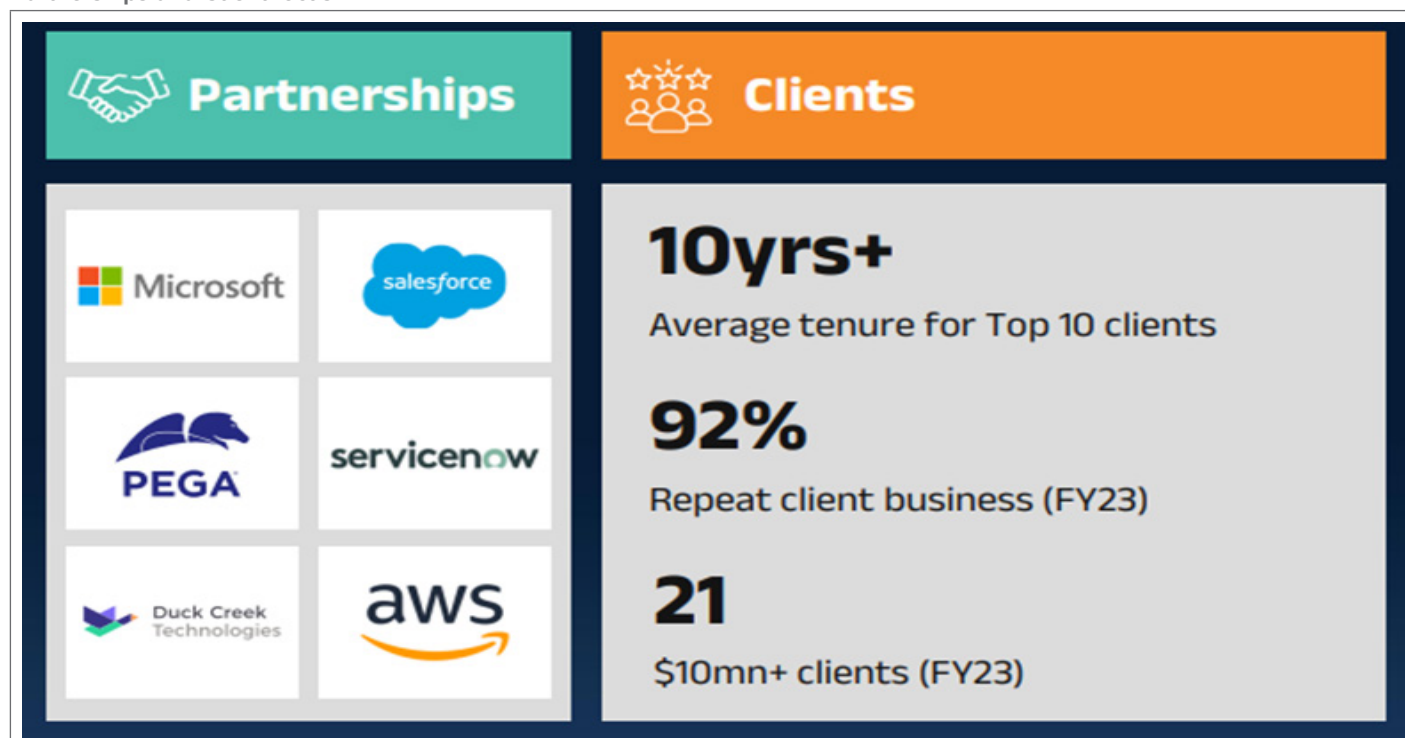 Partnerships
Clients
Microsoft
salesforce
PEGA
servicenow
Duck Creek
Technologies
aws
10yrs+
Average tenure for Top 10 clients
92%
Repeat client business (FY23)
21
$10mn+ clients (FY23)